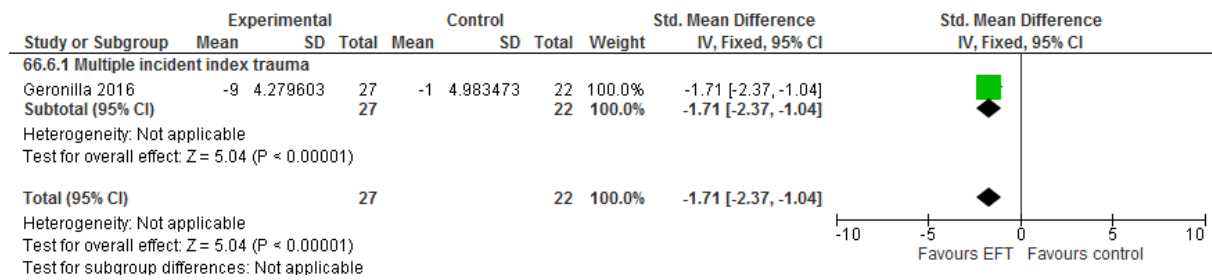 Experimental Control Std. Mean Difference Std. Mean Difference
Study or Subgroup Mean SD Total Mean SD Total Weight IV, Fixed, 95% CI IV, Fixed, 95% CI
66.6.1 Multiple incident index trauma
Geronilla 2016 -9 4.279603 27 -1 4.983473 22 100.0% -1.71 [-2.37, -1.04]
Subtotal (95% CI) 27 22 100.0% -1.71 [-2.37, -1.04]
Heterogeneity: Not applicable
Test for overall effect: Z = 5.04 (P < 0.00001)
Total (95% CI) 27 22 100.0% -1.71 [-2.37, -1.04]
Heterogeneity: Not applicable
Test for overall effect: Z = 5.04 (P < 0.00001)
Test for subgroup differences: Not applicable
-10 -5 0 5 10
Favours EFT Favours control